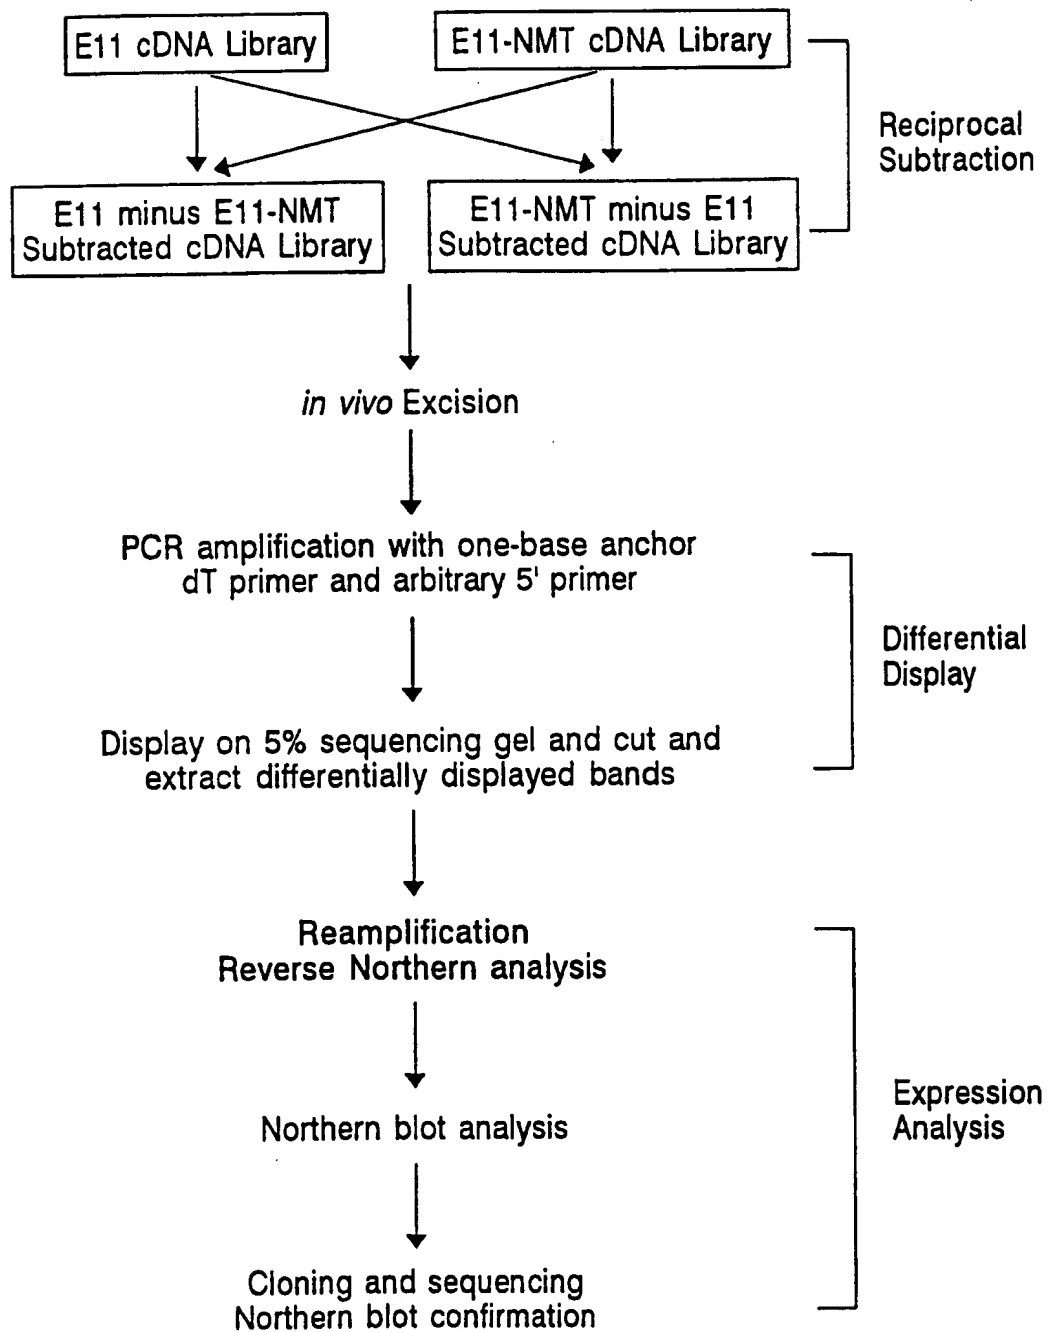 E11 cDNA Library
E11-NMT cDNA Library
Reciprocal
Subtraction
E11 minus E11-NMT
Subtracted cDNA Library
E11-NMT minus E11
Subtracted cDNA Library
in vivo Excision
PCR amplification with one-base anchor
dT primer and arbitrary 5' primer
Differential
Display
Display on 5% sequencing gel and cut and
extract differentially displayed bands
Reamplification
Reverse Northern analysis
Expression
Analysis
Northern blot analysis
Cloning and sequencing
Northern blot confirmation